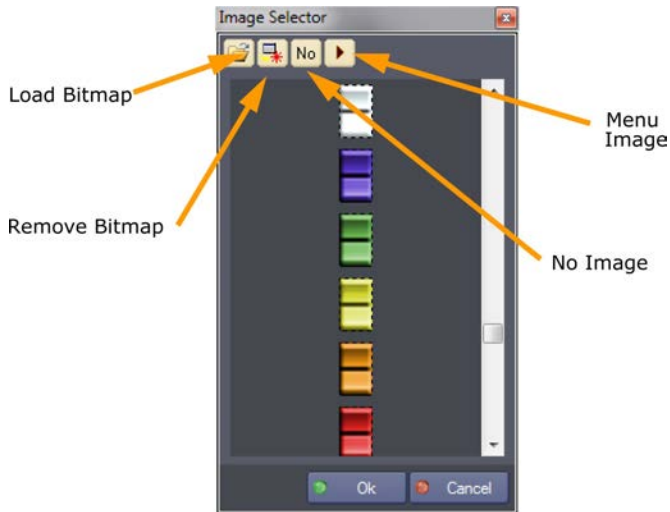 Image Selector
No
Load Bitmap
Menu
Image
Remove Bitmap
No Image
Ok
Cancel